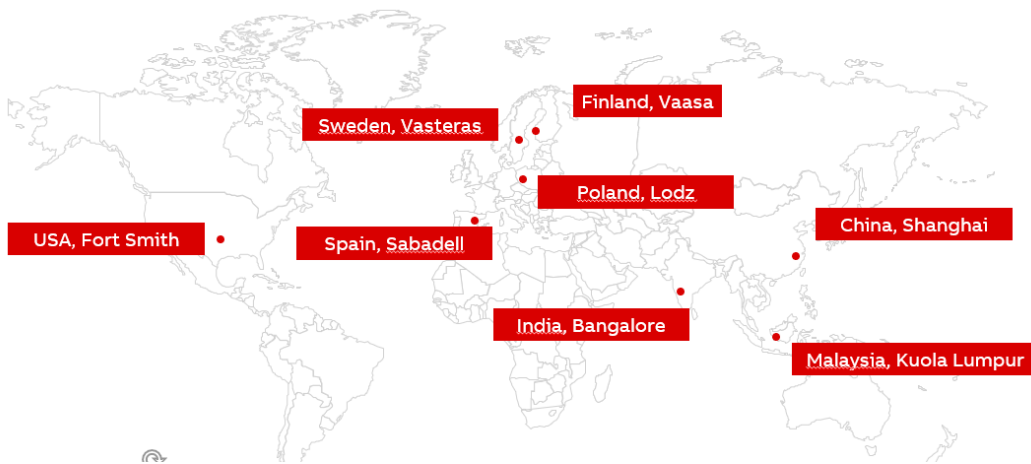 Finland, Vaasa
Sweden, Vasteras
Poland, Lodz
China, Shanghai
USA, Fort Smith
Spain, Sabadell
India, Bangalore
Malaysia, Kuola Lumpur